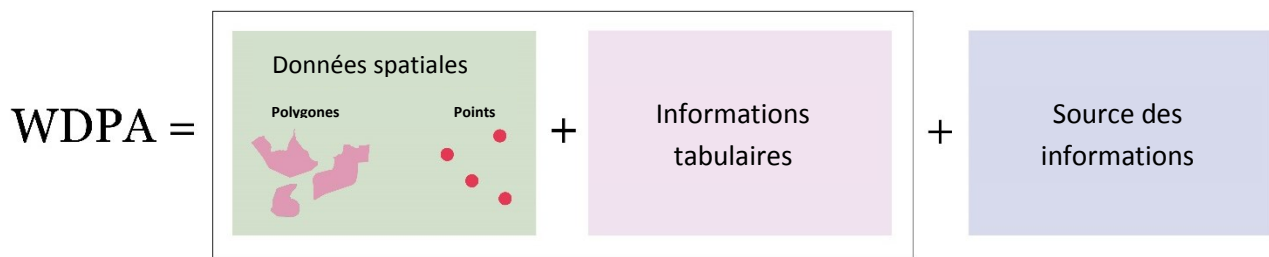 WDPA =
Données spatiales
Polygones
Points
+
Informations
tabulaires
+
Source des
informations